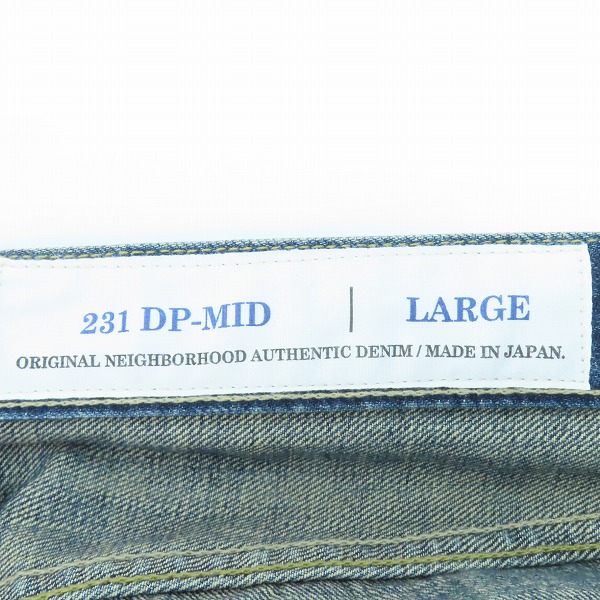 231 DP-MID | LARGE
ORIGINAL NEIGHBORHOOD AUTHENTIC DENIM / MADE IN JAPAN.